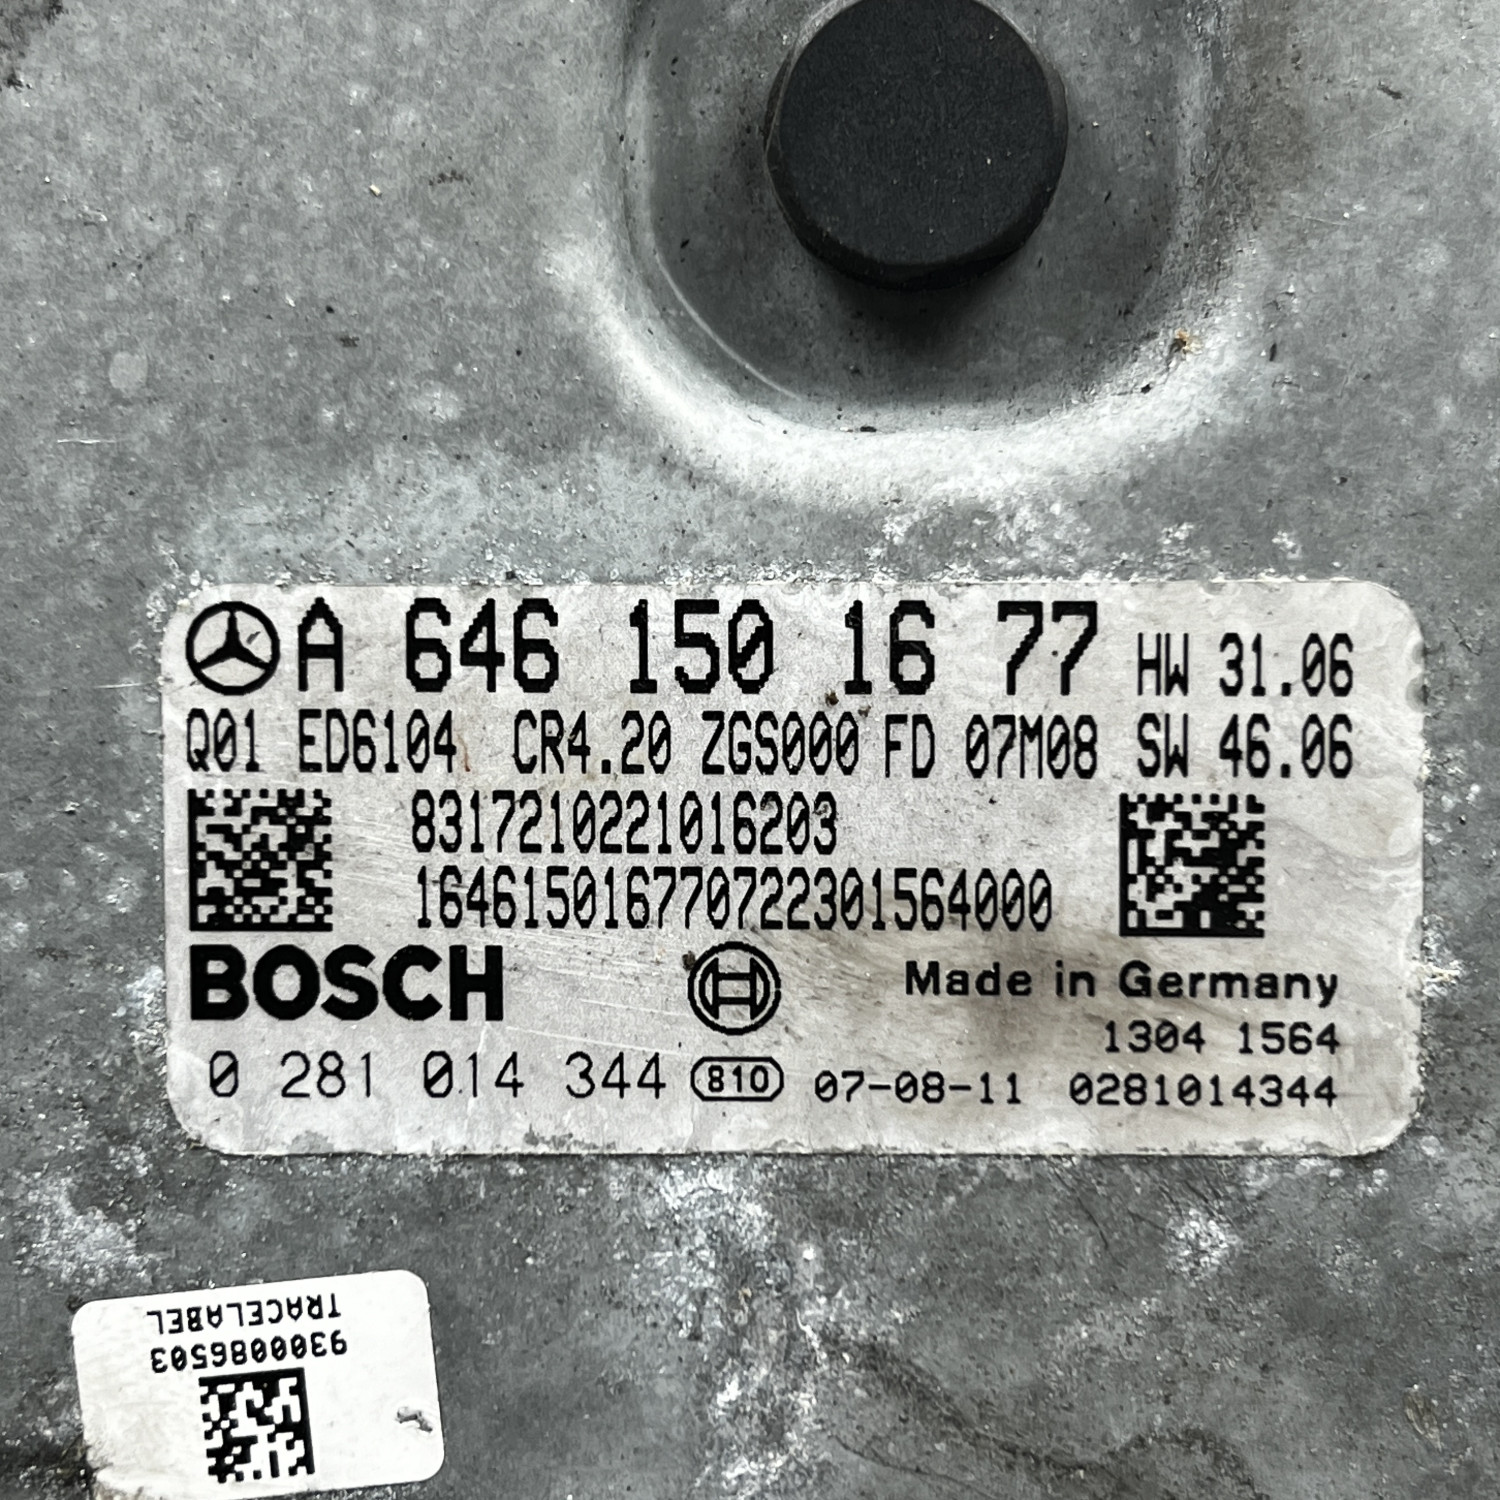 A 646 150 16 77 HW 31.06
Q01 ED6104 CR4.20 ZGS000 FD 07M08 SW 46.06
8317210221016203
164615016770722301564000
BOSCH
Made in Germany
1304 1564
0 281 014 344 810 07-08-11 0281014344
TRACELABEL
9300086503